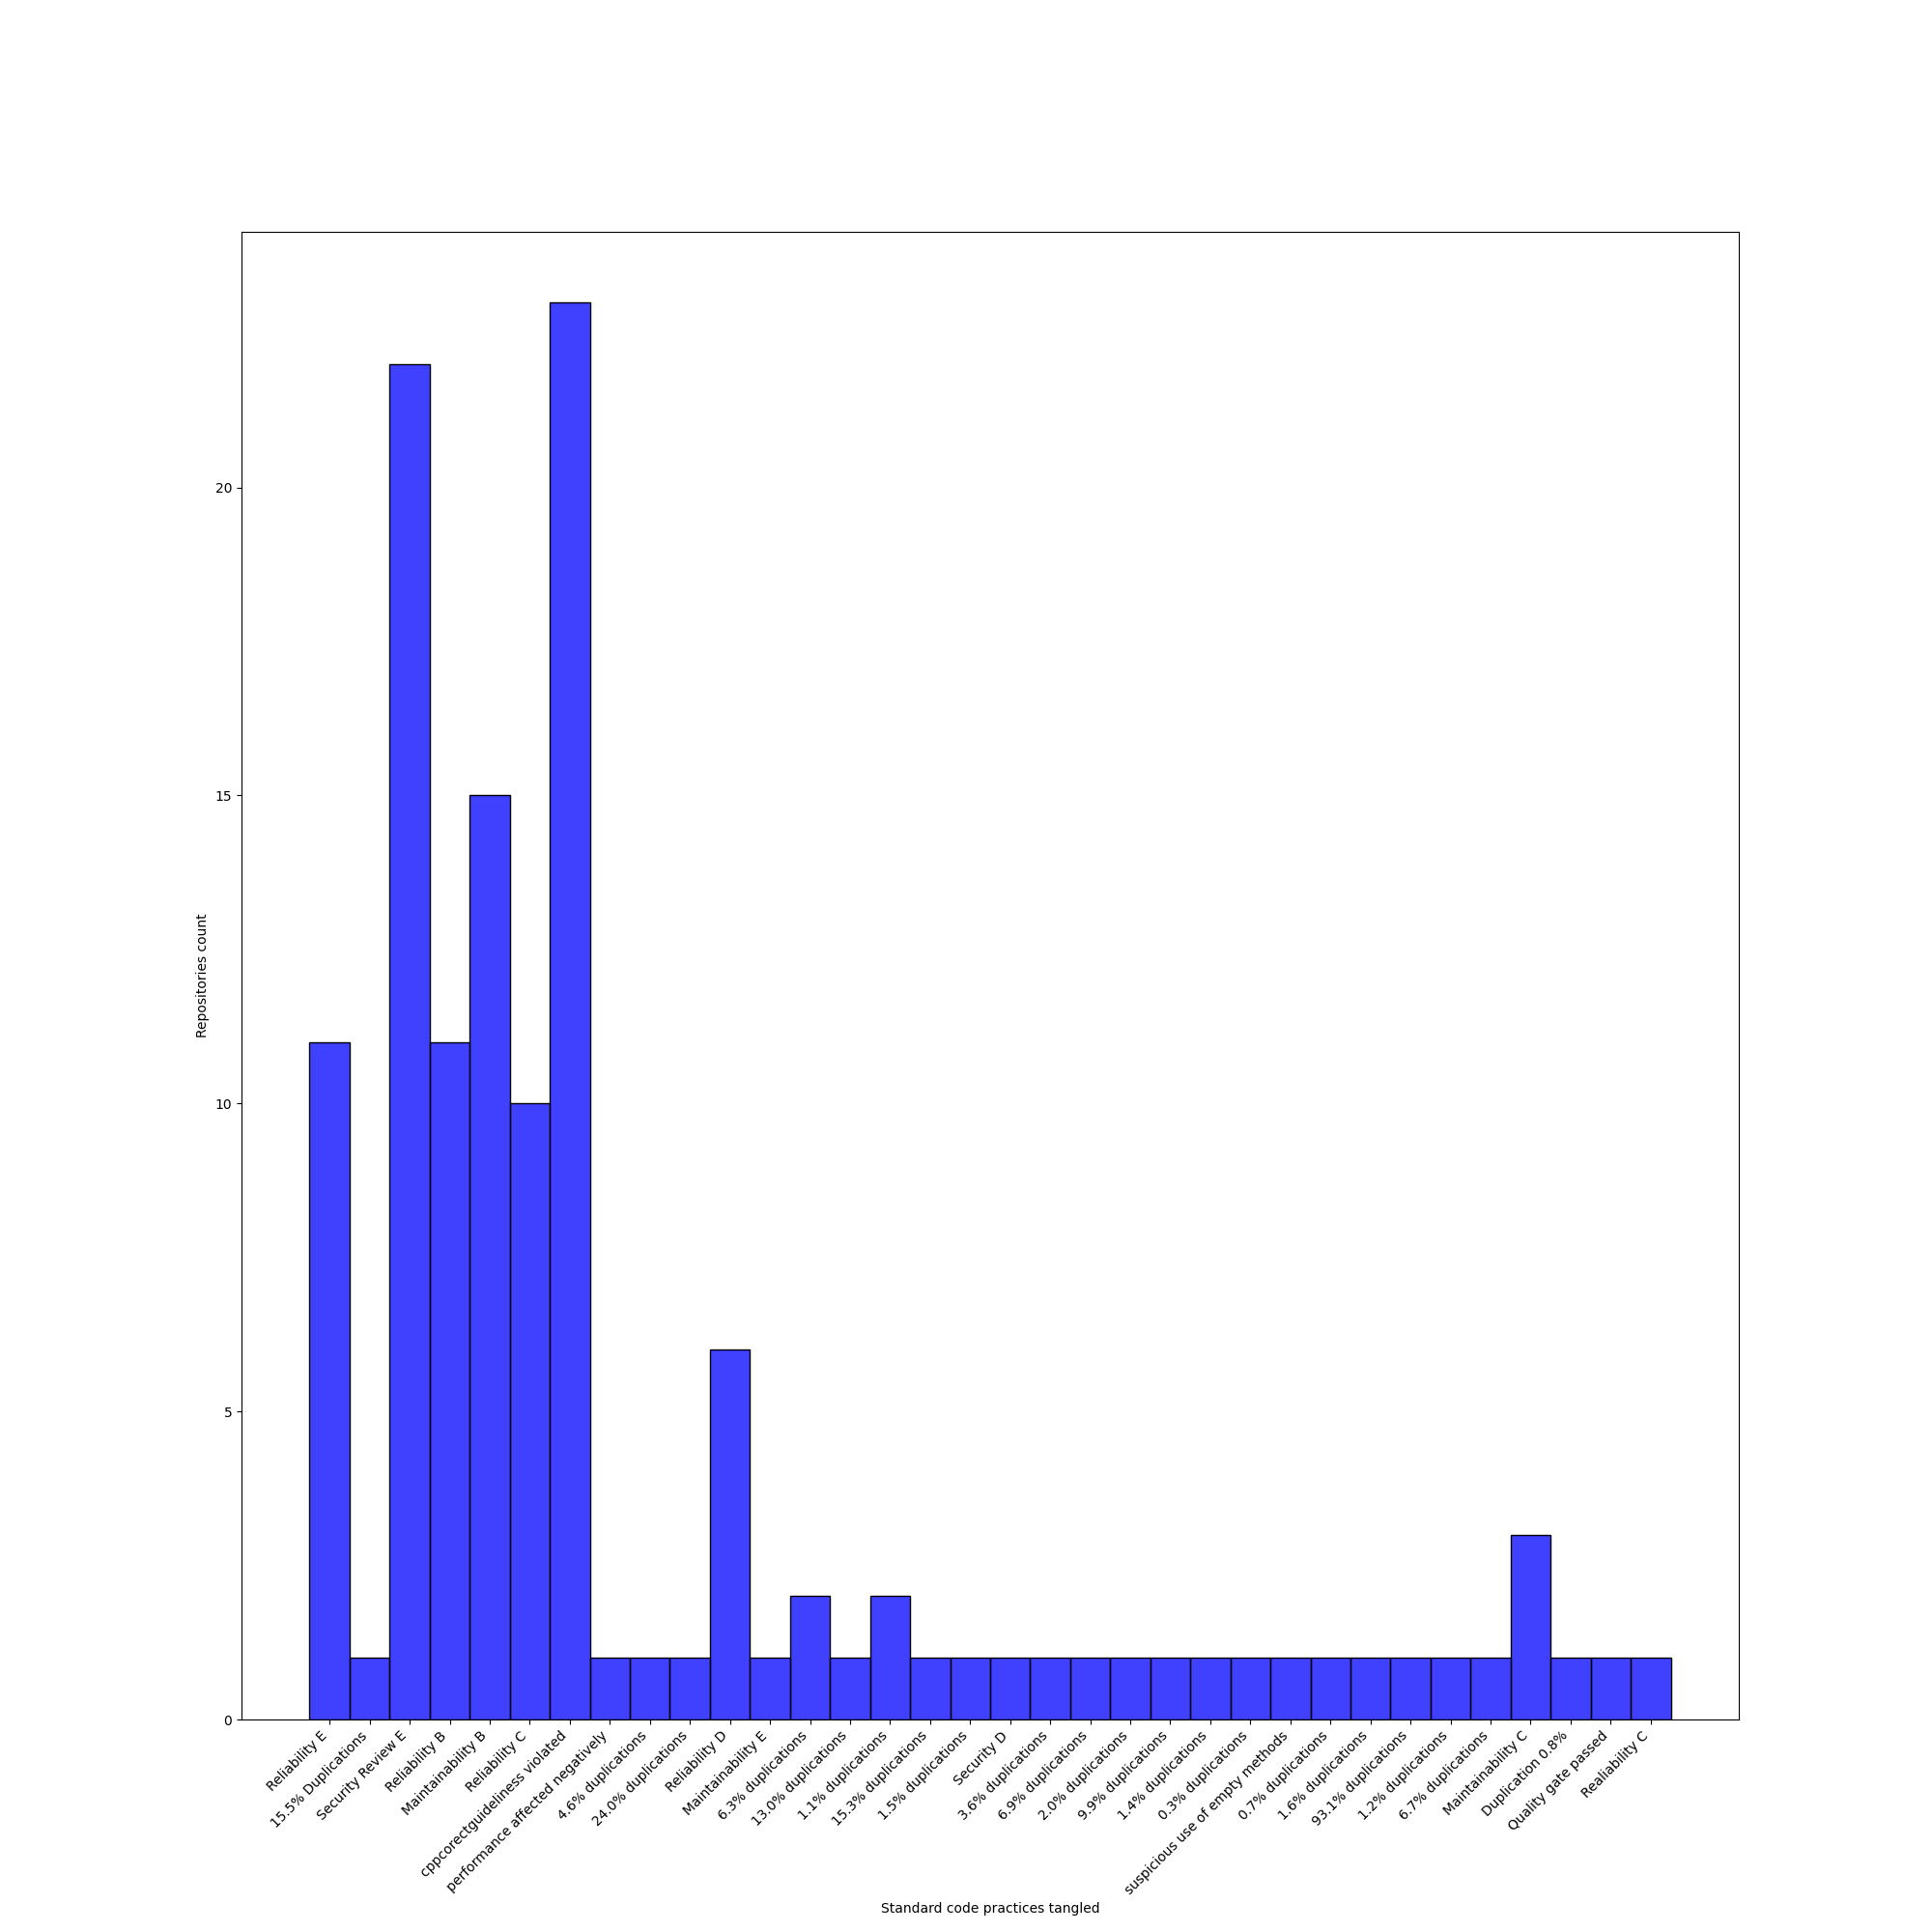 20
15
10
5
0
Repositories count
Reliability E
15.5% Duplications
Security Review E
Reliability B
Maintainability B
Reliability C
cppcorectguideliness violated
performance affected negatively
4.6% duplications
24.0% duplications
Reliability D
Maintainability E
6.3% duplications
13.0% duplications
1.1% duplications
15.3% duplications
1.5% duplications
Security D
3.6% duplications
6.9% duplications
2.0% duplications
9.9% duplications
1.4% duplications
0.3% duplications
suspicious use of empty methods
0.7% duplications
1.6% duplications
93.1% duplications
1.2% duplications
6.7% duplications
Maintainability C
Duplication 0.8%
Quality gate passed
Realiability C
Standard code practices tangled